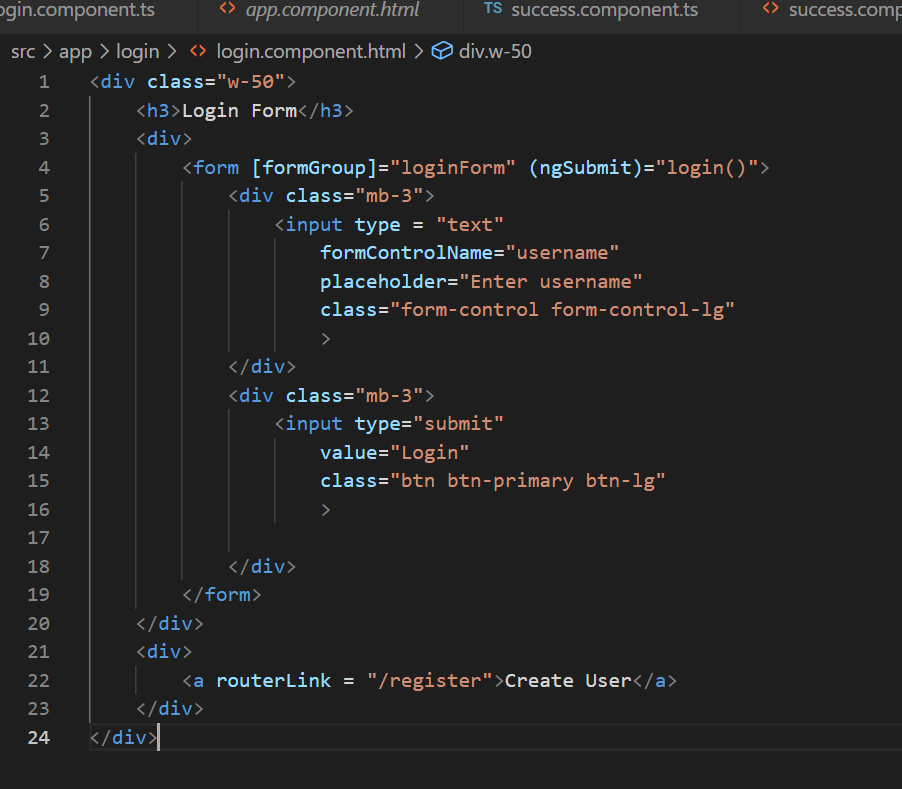 ogin.component.ts <> app.component.html TS success.component.ts <> success.comp
src > app > login > <> login.component.html > div.w-50
1 <div class="w-50">
2     <h3>Login Form</h3>
3     <div>
4         <form [formGroup]="loginForm" (ngSubmit)="login()">
5             <div class="mb-3">
6                 <input type = "text"
7                     formControlName="username"
8                     placeholder="Enter username"
9                     class="form-control form-control-lg"
10                     >
11             </div>
12             <div class="mb-3">
13                 <input type="submit"
14                     value="Login"
15                     class="btn btn-primary btn-lg"
16                     >
17
18             </div>
19         </form>
20     </div>
21     <div>
22         <a routerLink = "/register">Create User</a>
23     </div>
24 </div>